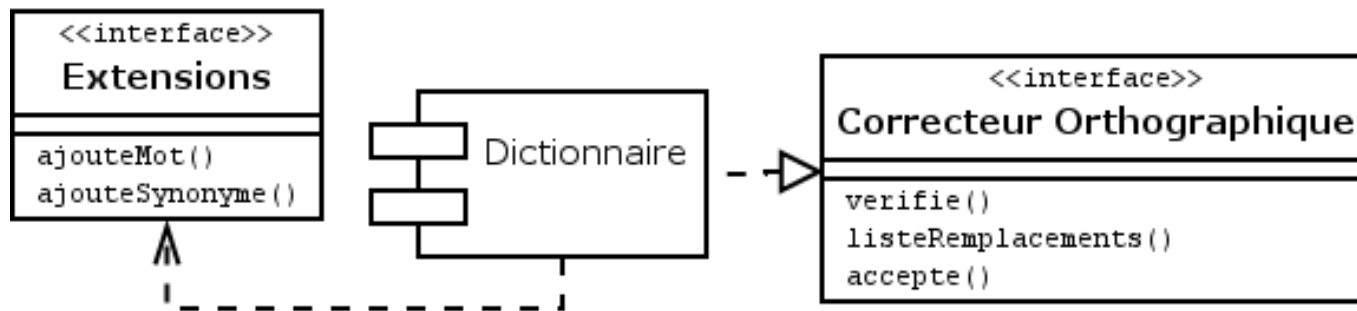 <<interface>>
Extensions
ajouteMot()
ajouteSynonyme()
Dictionnaire
<<interface>>
Correcteur Orthographique
verifie()
listeRemplacements()
accepte()